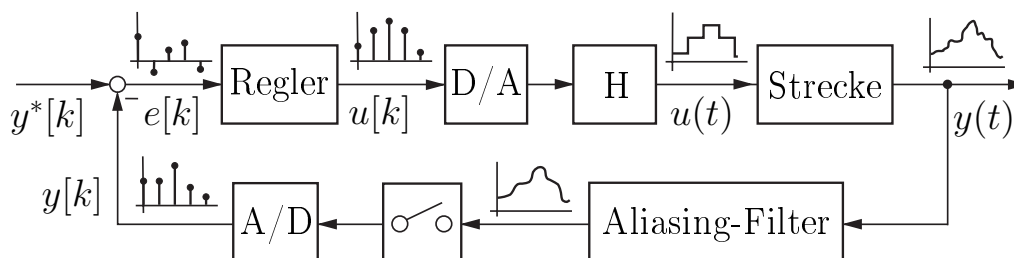 Regler
D/A
H
Strecke
y*[k]
e[k]
u[k]
u(t)
y(t)
−
y[k]
A/D
Aliasing-Filter